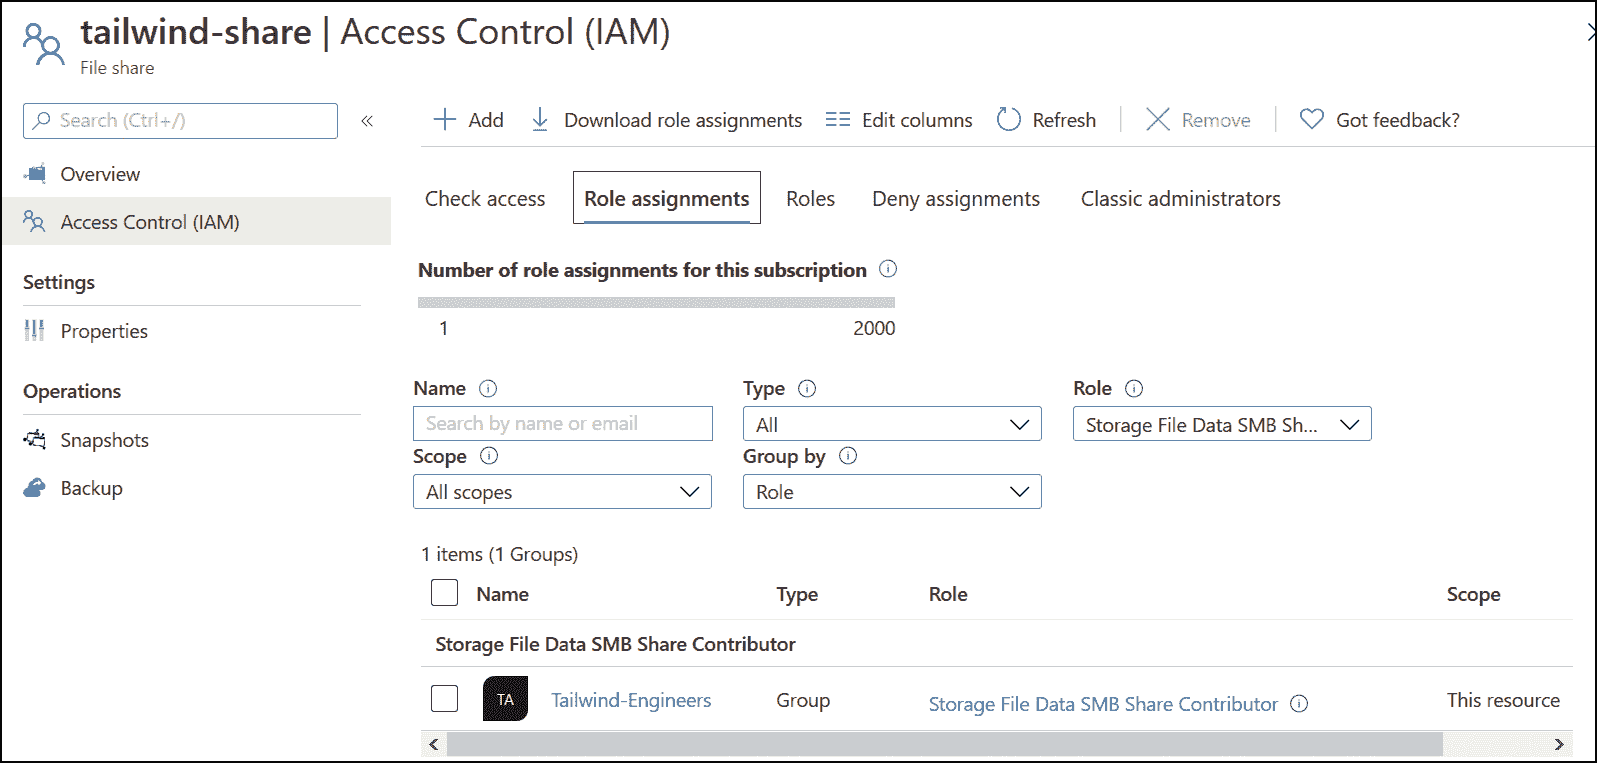 tailwind-share | Access Control (IAM)
File share
Search (Ctrl+/)
«
Overview
Access Control (IAM)
Settings
Properties
Operations
Snapshots
Backup
Add
Download role assignments
Edit columns
Refresh
Remove
Got feedback?
Check access
Role assignments
Roles
Deny assignments
Classic administrators
Number of role assignments for this subscription
1 2000
Name Type Role
Search by name or email All Storage File Data SMB Sh...
Scope Group by
All scopes Role
1 items (1 Groups)
Name Type Role Scope
Storage File Data SMB Share Contributor
TA Tailwind-Engineers Group Storage File Data SMB Share Contributor This resource